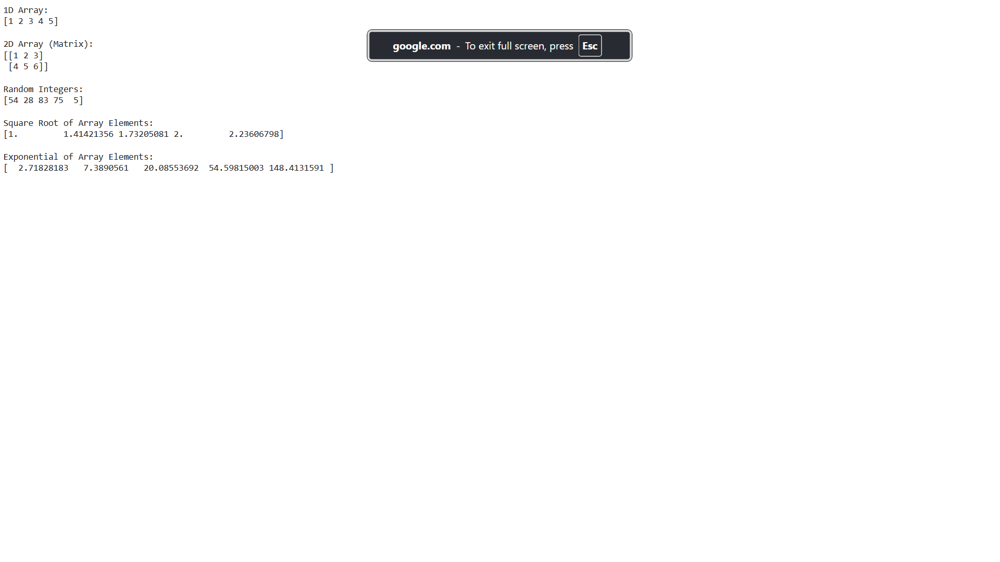 1D Array:
[1 2 3 4 5]
2D Array (Matrix):
[[1 2 3]
 [4 5 6]]
Random Integers:
[54 28 83 75  5]
Square Root of Array Elements:
[1.         1.41421356 1.73205081 2.         2.23606798]
Exponential of Array Elements:
[  2.71828183   7.3890561   20.08553692  54.59815003 148.4131591 ]
google.com - To exit full screen, press Esc